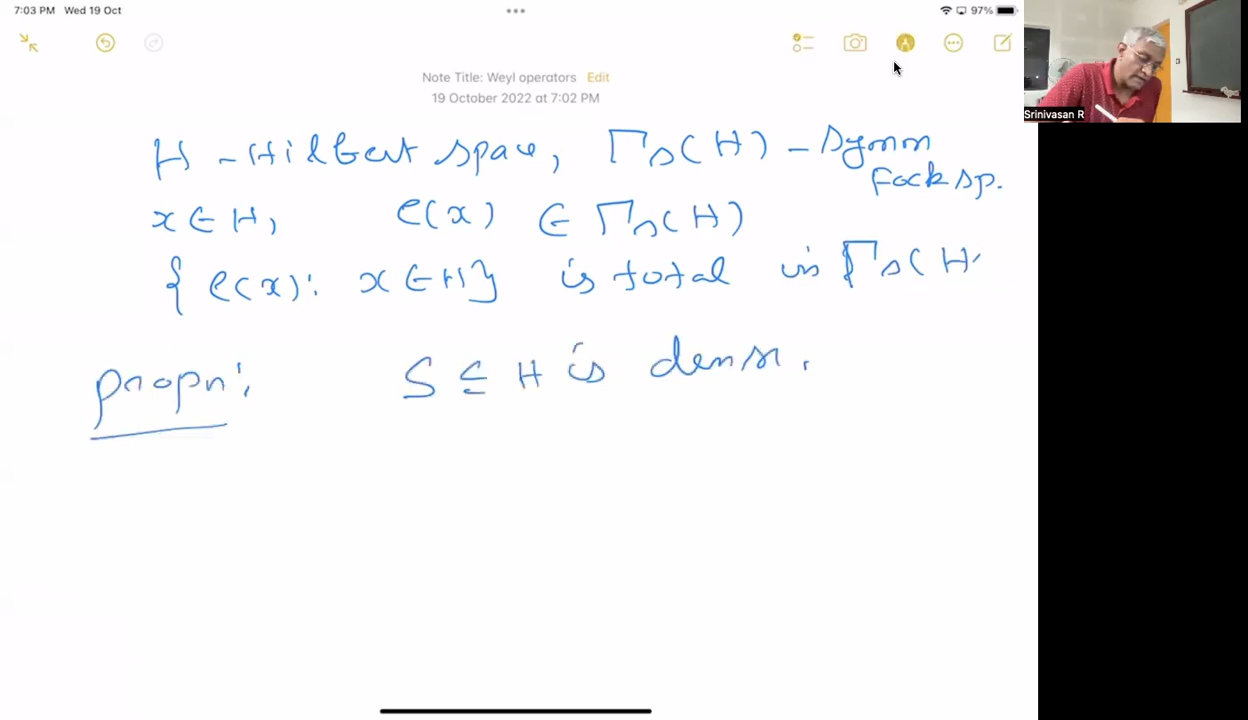 7:03 PM Wed 19 Oct
97%
Note Title: Weyl operators Edit
19 October 2022 at 7:02 PM
Srinivasan R
H - Hilbert space, Γs(H) - symm
Fock sp.
x ∈ H, e(x) ∈ Γs(H)
{ e(x): x ∈ H } is total in Γs(H
Propn: S ⊆ H is dense.